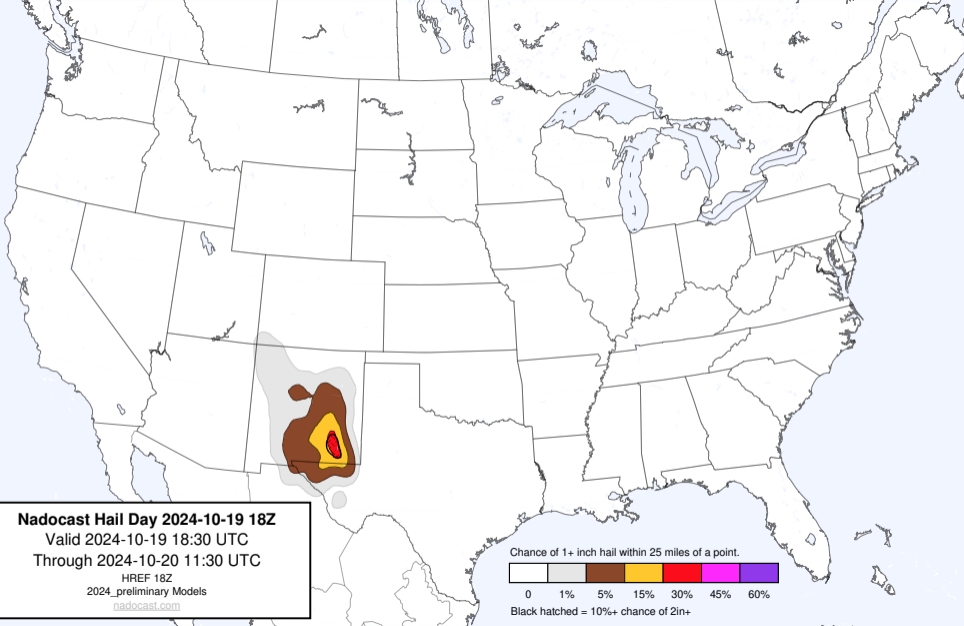 Nadocast Hail Day 2024-10-19 18Z
Valid 2024-10-19 18:30 UTC
Through 2024-10-20 11:30 UTC
HREF 18Z
2024_preliminary Models
nadocast.com
Chance of 1+ inch hail within 25 miles of a point.
0 1% 5% 15% 30% 45% 60%
Black hatched = 10%+ chance of 2in+